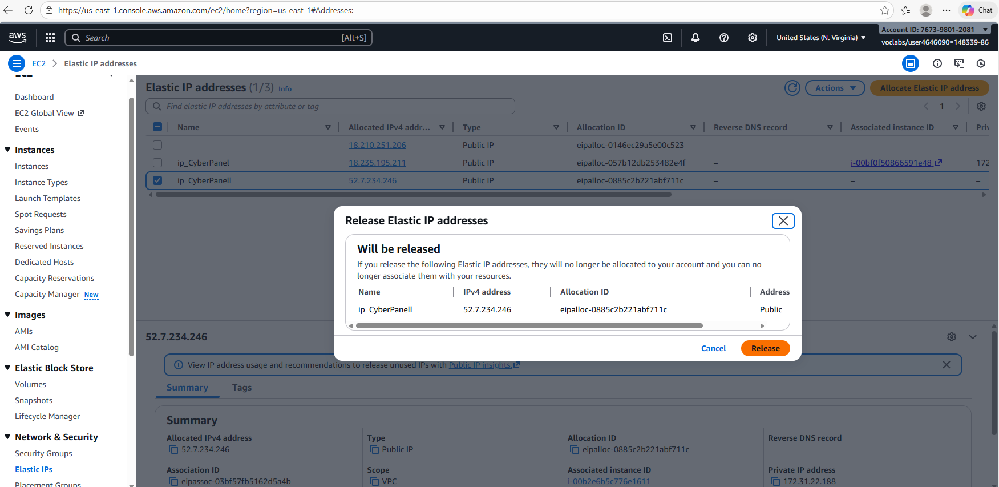 https://us-east-1.console.aws.amazon.com/ec2/home?region=us-east-1#Addresses:
Chat
aws
Search
[Alt+S]
United States (N. Virginia)
Account ID: 7673-9801-2081
voclabs/user4646090=148339-86
EC2
Elastic IP addresses
EC2
Dashboard
EC2 Global View
Events
Instances
Instances
Instance Types
Launch Templates
Spot Requests
Savings Plans
Reserved Instances
Dedicated Hosts
Capacity Reservations
Capacity Manager New
Images
AMIs
AMI Catalog
Elastic Block Store
Volumes
Snapshots
Lifecycle Manager
Network & Security
Security Groups
Elastic IPs
Placement Groups
Elastic IP addresses (1/3) Info
Actions
Allocate Elastic IP address
Find elastic IP addresses by attribute or tag
1
Name Allocated IPv4 addr... Type Allocation ID Reverse DNS record Associated instance ID Priv
– 18.210.251.206 Public IP eipalloc-0146ec29a5e00c523 – – –
ip_CyberPanel 18.235.195.211 Public IP eipalloc-057b12db253482e4f – i-00bf0f50866591e48 172
ip_CyberPanell 52.7.234.246 Public IP eipalloc-0885c2b221abf711c – – –
Release Elastic IP addresses
Will be released
If you release the following Elastic IP addresses, they will no longer be allocated to your account and you can no
longer associate them with your resources.
Name IPv4 address Allocation ID Address
ip_CyberPanell 52.7.234.246 eipalloc-0885c2b221abf711c Public
Cancel
Release
52.7.234.246
View IP address usage and recommendations to release unused IPs with Public IP insights.
Summary
Tags
Summary
Allocated IPv4 address
52.7.234.246
Type
Public IP
Allocation ID
eipalloc-0885c2b221abf711c
Reverse DNS record
–
Association ID
eipassoc-03bf57fb5162d5a4b
Scope
VPC
Associated instance ID
i-00b2e6b5c776e1611
Private IP address
172.31.22.188